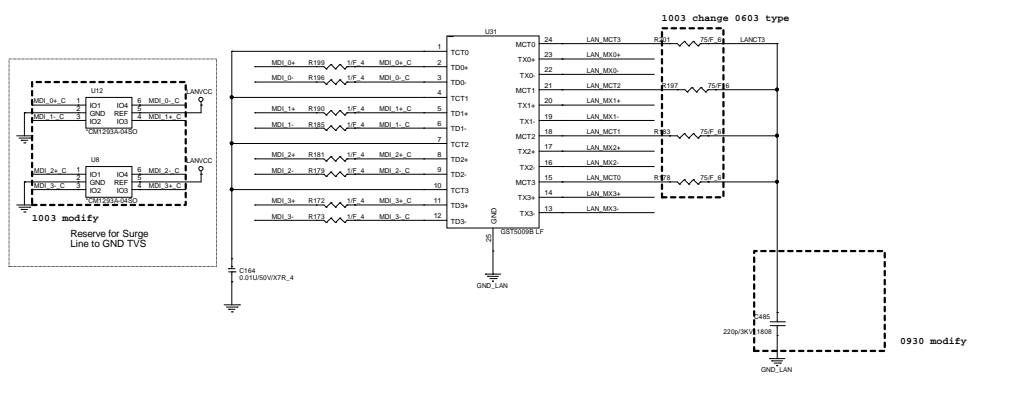 1003 change 0603 type
U31
1 TCT0 MCT0 24 LAN_MCT3 R201 75/F_6 LANCT3
MDI_0+ R199 1/F_4 MDI_0+_C 2 TD0+ TX0+ 23 LAN_MX0+
MDI_0- R196 1/F_4 MDI_0-_C 3 TD0- TX0- 22 LAN_MX0-
4 TCT1 MCT1 21 LAN_MCT2 R197 75/F_6
MDI_1+ R190 1/F_4 MDI_1+_C 5 TD1+ TX1+ 20 LAN_MX1+
MDI_1- R185 1/F_4 MDI_1-_C 6 TD1- TX1- 19 LAN_MX1-
7 TCT2 MCT2 18 LAN_MCT1 R183 75/F_6
MDI_2+ R181 1/F_4 MDI_2+_C 8 TD2+ TX2+ 17 LAN_MX2+
MDI_2- R179 1/F_4 MDI_2-_C 9 TD2- TX2- 16 LAN_MX2-
10 TCT3 MCT3 15 LAN_MCT0 R178 75/F_6
MDI_3+ R172 1/F_4 MDI_3+_C 11 TD3+ TX3+ 14 LAN_MX3+
MDI_3- R173 1/F_4 MDI_3-_C 12 TD3- TX3- 13 LAN_MX3-
GND
25
GST5009B LF
GND_LAN
U12 LANVCC
MDI_0+_C 1 IO1 IO4 6 MDI_0-_C
2 GND REF 5
MDI_1-_C 3 IO2 IO3 4 MDI_1+_C
*CM1293A-04SO
U8 LANVCC
MDI_2+_C 1 IO1 IO4 6 MDI_2-_C
2 GND REF 5
MDI_3-_C 3 IO2 IO3 4 MDI_3+_C
*CM1293A-04SO
1003 modify
Reserve for Surge
Line to GND TVS
C164
0.01U/50V/X7R_4
C485
220p/3KV_1808
GND_LAN
0930 modify